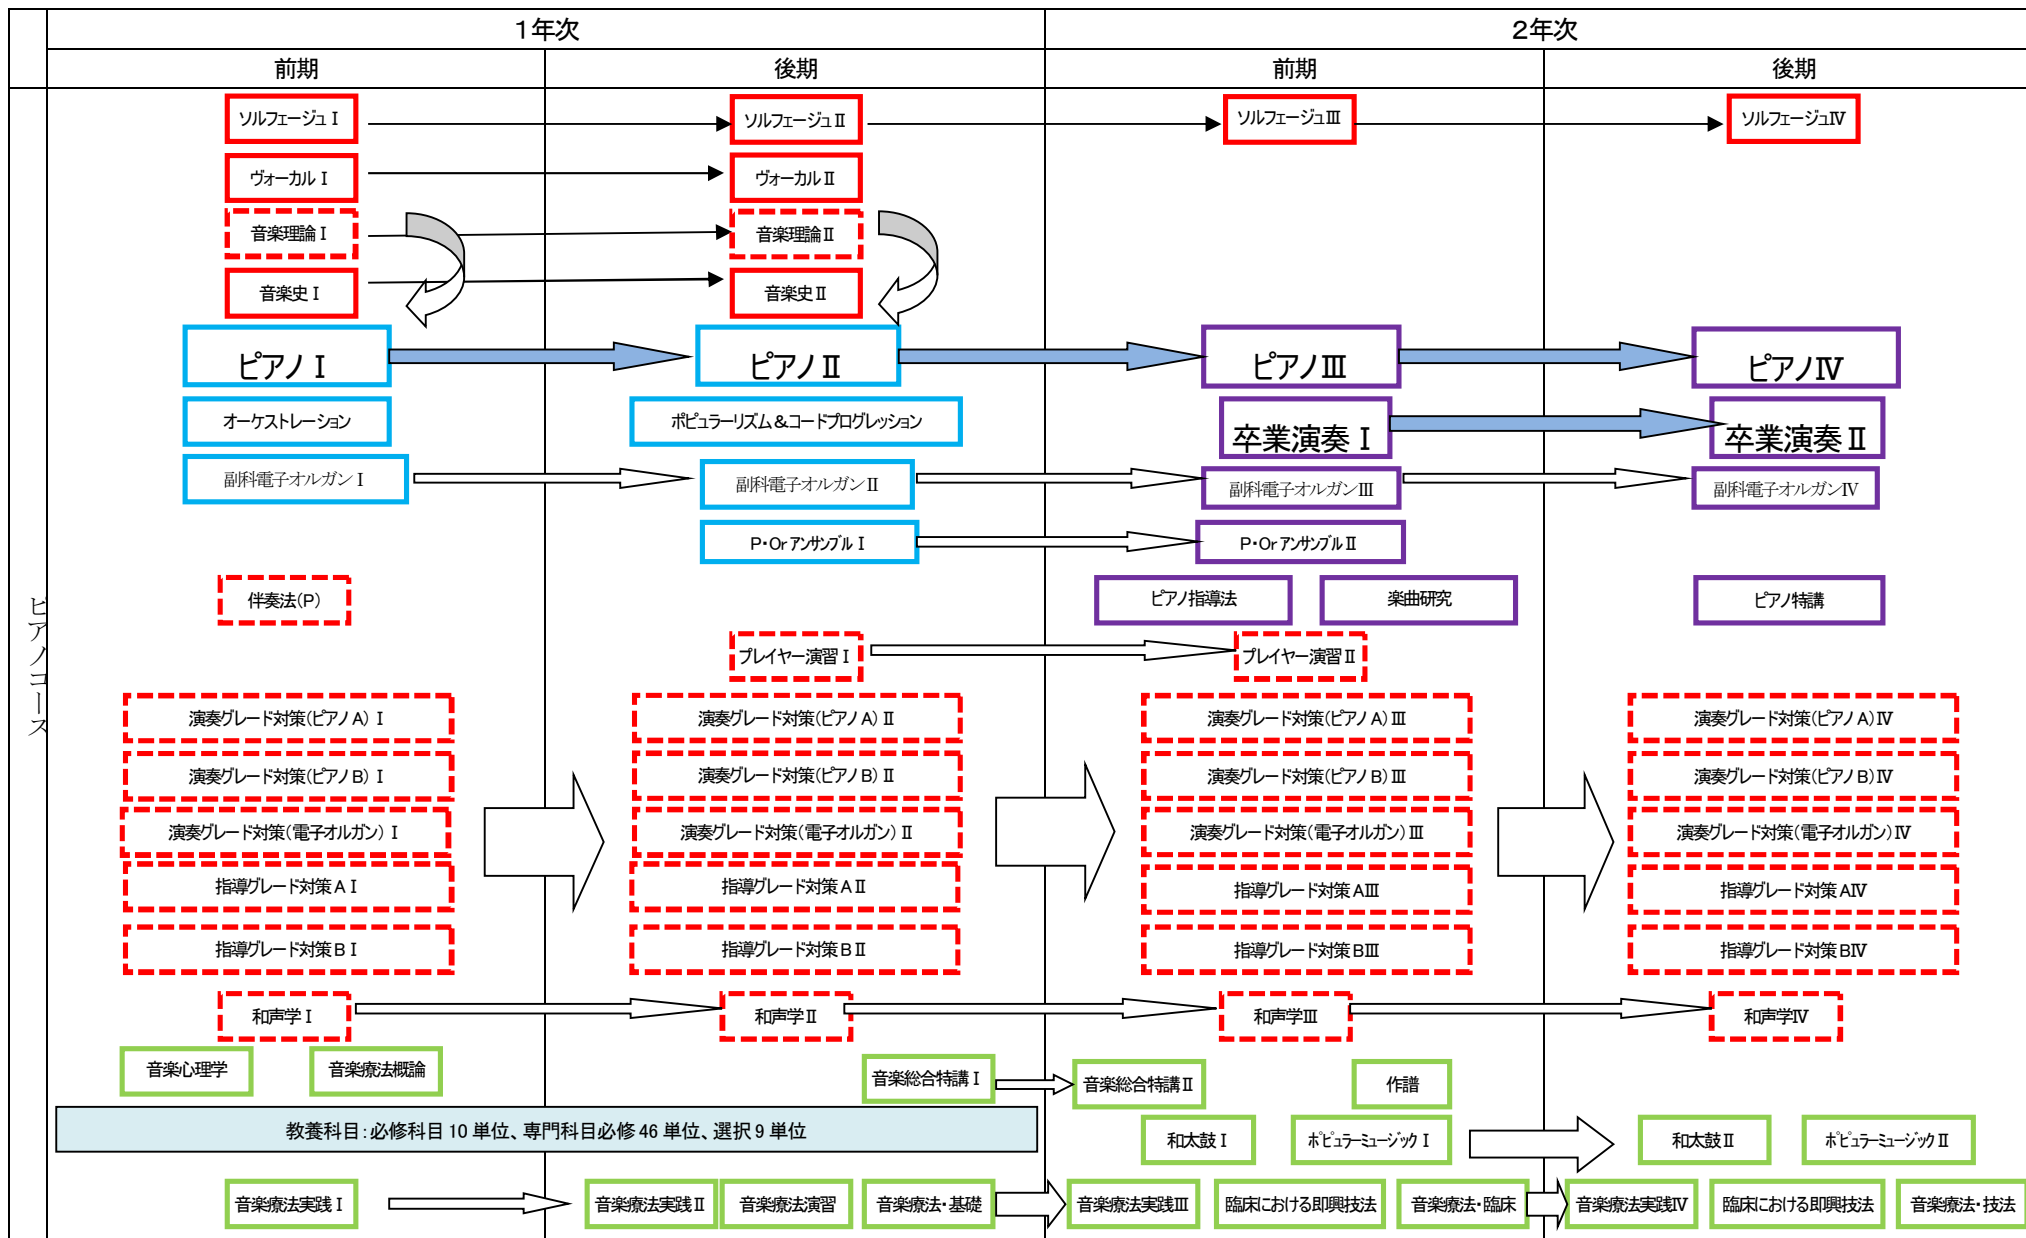 1年次
2年次
前期
後期
前期
後期
ピアノコース
ソルフェージュⅠ
ソルフェージュⅡ
ソルフェージュⅢ
ソルフェージュⅣ
ヴォーカルⅠ
ヴォーカルⅡ
音楽理論Ⅰ
音楽理論Ⅱ
音楽史Ⅰ
音楽史Ⅱ
ピアノⅠ
ピアノⅡ
ピアノⅢ
ピアノⅣ
オーケストレーション
ポピュラーリズム&コードプログレッション
卒業演奏Ⅰ
卒業演奏Ⅱ
副科電子オルガンⅠ
副科電子オルガンⅡ
副科電子オルガンⅢ
副科電子オルガンⅣ
P・OrアンサンブルⅠ
P・OrアンサンブルⅡ
伴奏法(P)
ピアノ指導法
楽曲研究
ピアノ特講
プレイヤー演習Ⅰ
プレイヤー演習Ⅱ
演奏グレード対策(ピアノA)Ⅰ
演奏グレード対策(ピアノA)Ⅱ
演奏グレード対策(ピアノA)Ⅲ
演奏グレード対策(ピアノA)Ⅳ
演奏グレード対策(ピアノB)Ⅰ
演奏グレード対策(ピアノB)Ⅱ
演奏グレード対策(ピアノB)Ⅲ
演奏グレード対策(ピアノB)Ⅳ
演奏グレード対策(電子オルガン)Ⅰ
演奏グレード対策(電子オルガン)Ⅱ
演奏グレード対策(電子オルガン)Ⅲ
演奏グレード対策(電子オルガン)Ⅳ
指導グレード対策AⅠ
指導グレード対策AⅡ
指導グレード対策AⅢ
指導グレード対策AⅣ
指導グレード対策BⅠ
指導グレード対策BⅡ
指導グレード対策BⅢ
指導グレード対策BⅣ
和声学Ⅰ
和声学Ⅱ
和声学Ⅲ
和声学Ⅳ
音楽心理学
音楽療法概論
音楽総合特講Ⅰ
音楽総合特講Ⅱ
作譜
教養科目:必修科目10単位、専門科目必修46単位、選択9単位
和太鼓Ⅰ
ポピュラーミュージックⅠ
和太鼓Ⅱ
ポピュラーミュージックⅡ
音楽療法実践Ⅰ
音楽療法実践Ⅱ
音楽療法演習
音楽療法・基礎
音楽療法実践Ⅲ
臨床における即興技法
音楽療法・臨床
音楽療法実践Ⅳ
臨床における即興技法
音楽療法・技法